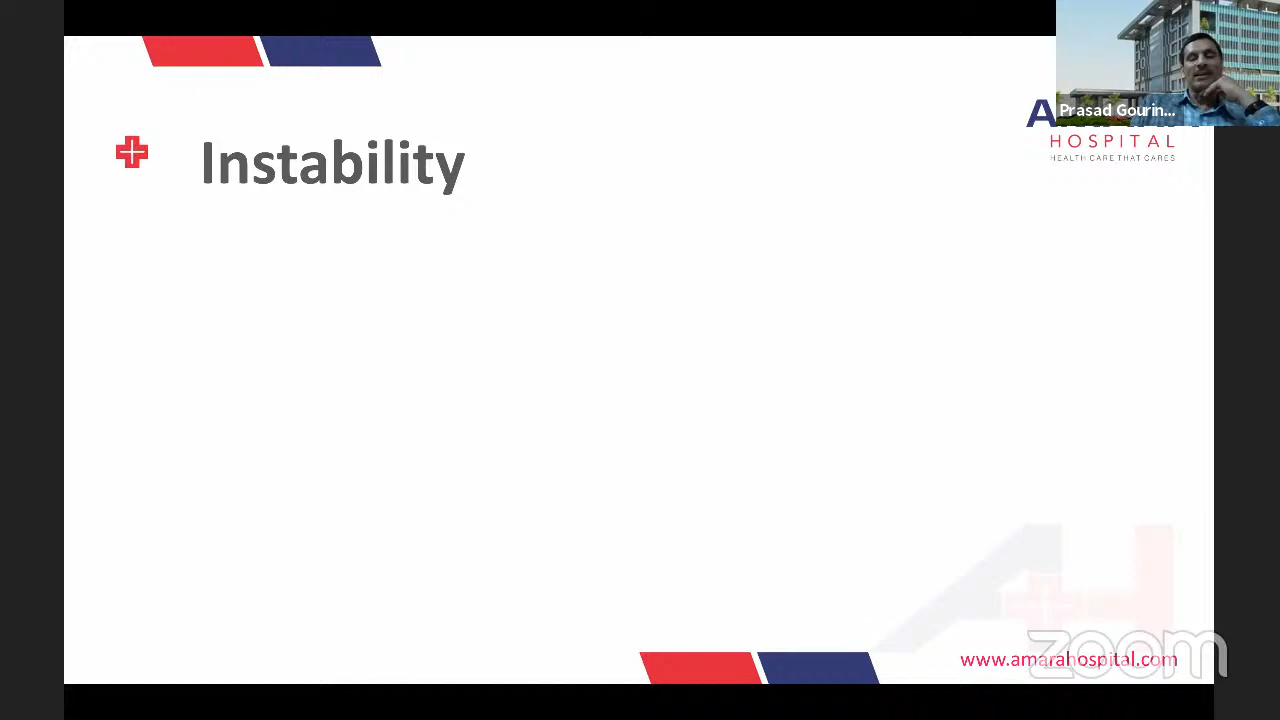 Prasad Gourin...
Instability
HOSPITAL
HEALTH CARE THAT CARES
www.amarahospital.com
zoom